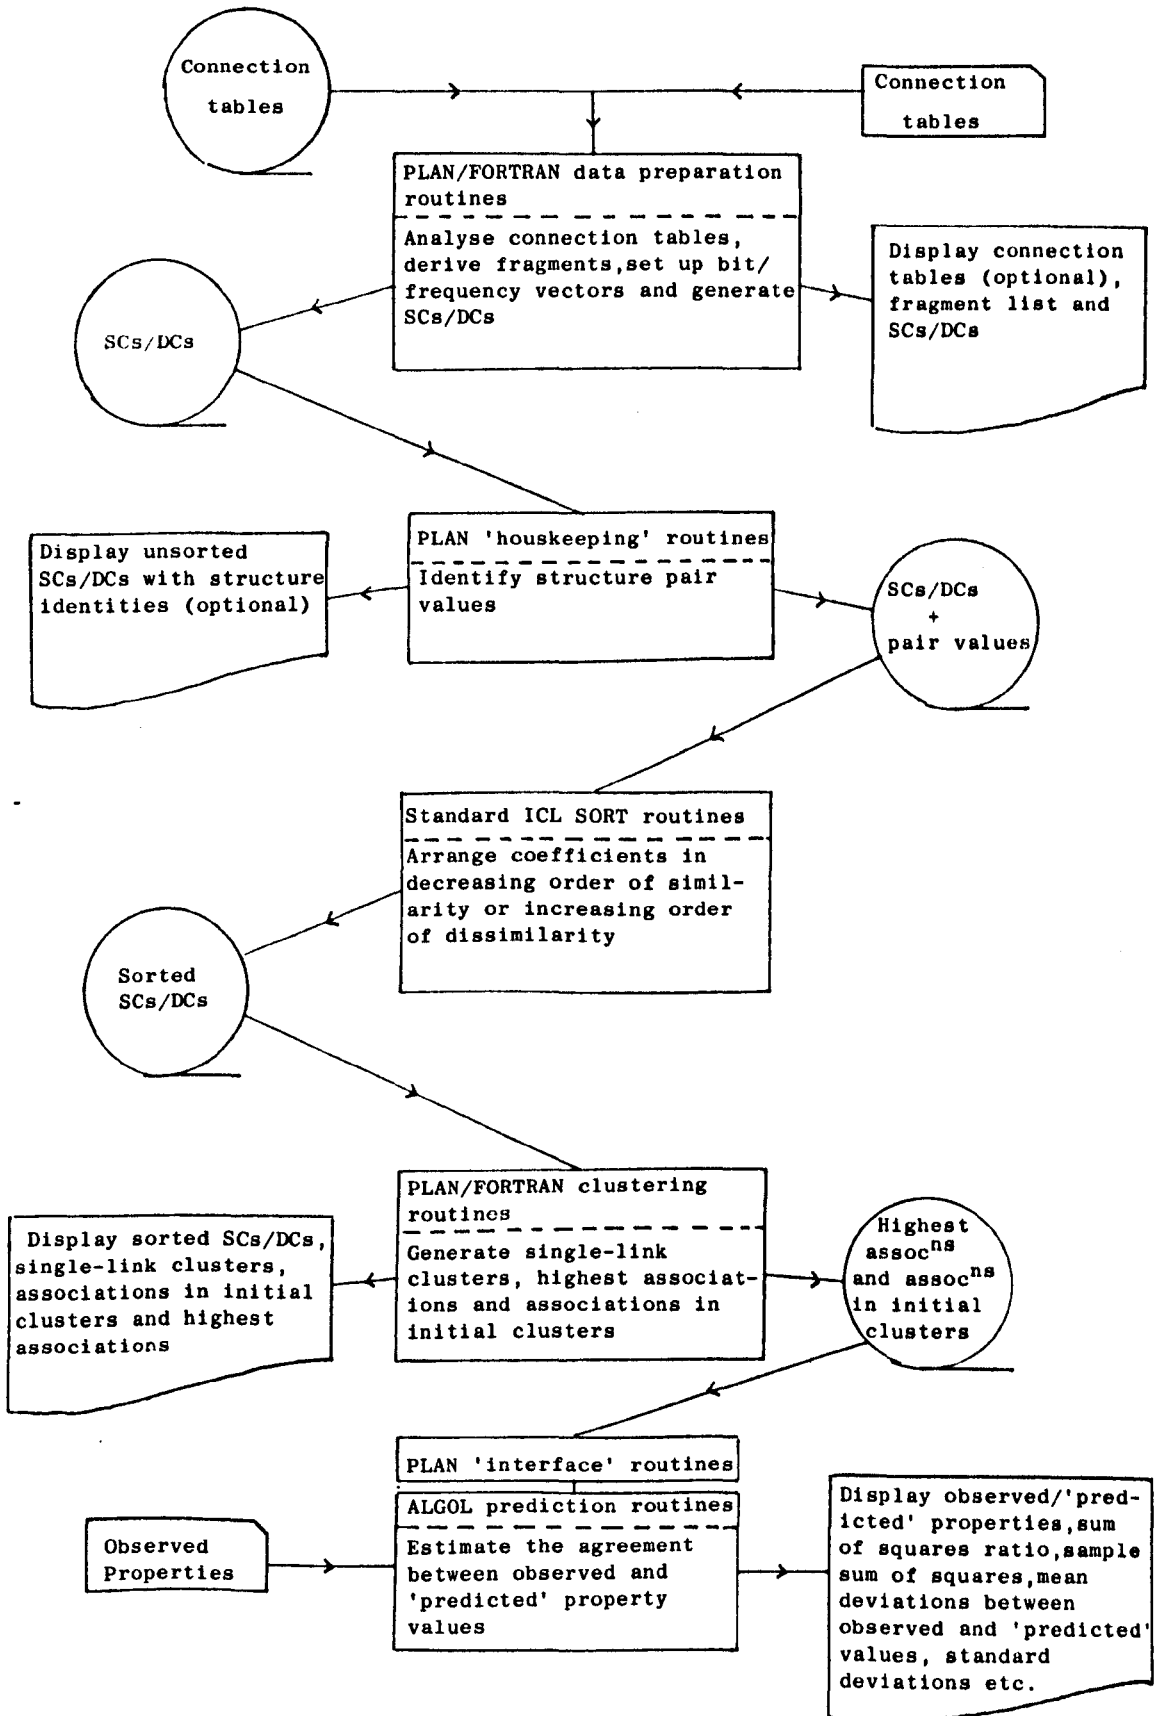 Connection
tables
Connection
tables
PLAN/FORTRAN data preparation
routines
Analyse connection tables,
derive fragments,set up bit/
frequency vectors and generate
SCs/DCs
Display connection
tables (optional),
fragment list and
SCs/DCs
SCs/DCs
PLAN 'houskeeping' routines
Identify structure pair
values
Display unsorted
SCs/DCs with structure
identities (optional)
SCs/DCs
+
pair values
Standard ICL SORT routines
Arrange coefficients in
decreasing order of simil-
arity or increasing order
of dissimilarity
Sorted
SCs/DCs
PLAN/FORTRAN clustering
routines
Generate single-link
clusters, highest associat-
ions and associations in
initial clusters
Display sorted SCs/DCs,
single-link clusters,
associations in initial
clusters and highest
associations
Highest
assocⁿˢ
and assocⁿˢ
in initial
clusters
PLAN 'interface' routines
ALGOL prediction routines
Estimate the agreement
between observed and
'predicted' property
values
Observed
Properties
Display observed/'pred-
icted' properties,sum
of squares ratio,sample
sum of squares,mean
deviations between
observed and 'predicted'
values, standard
deviations etc.